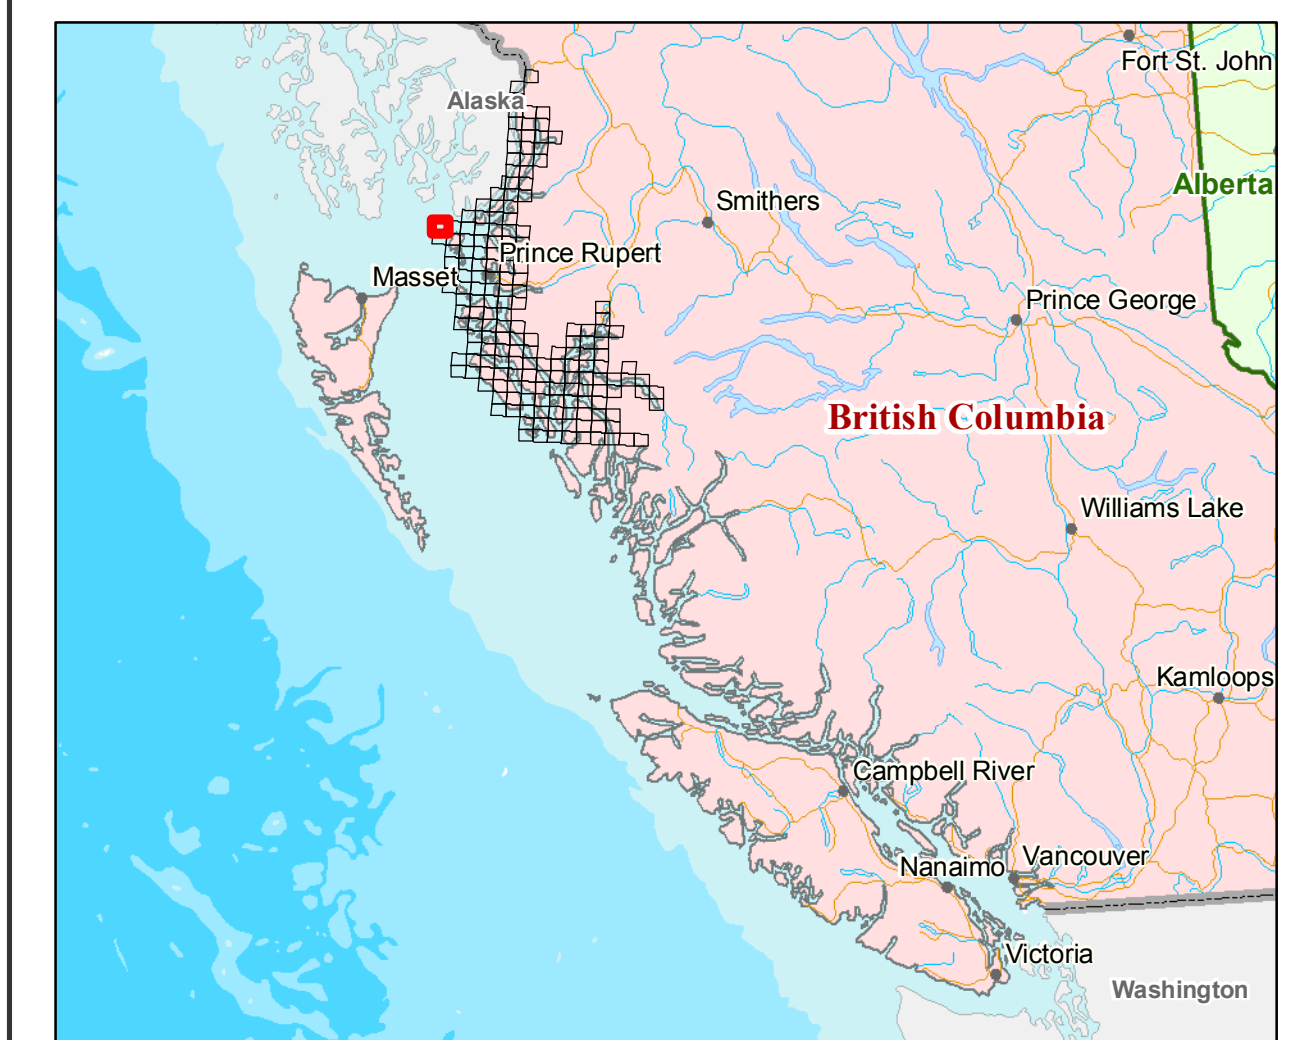 Fort St. John
Alaska
Alberta
Smithers
Prince Rupert
Masset
Prince George
British Columbia
Williams Lake
Kamloops
Campbell River
Vancouver
Nanaimo
Victoria
Washington